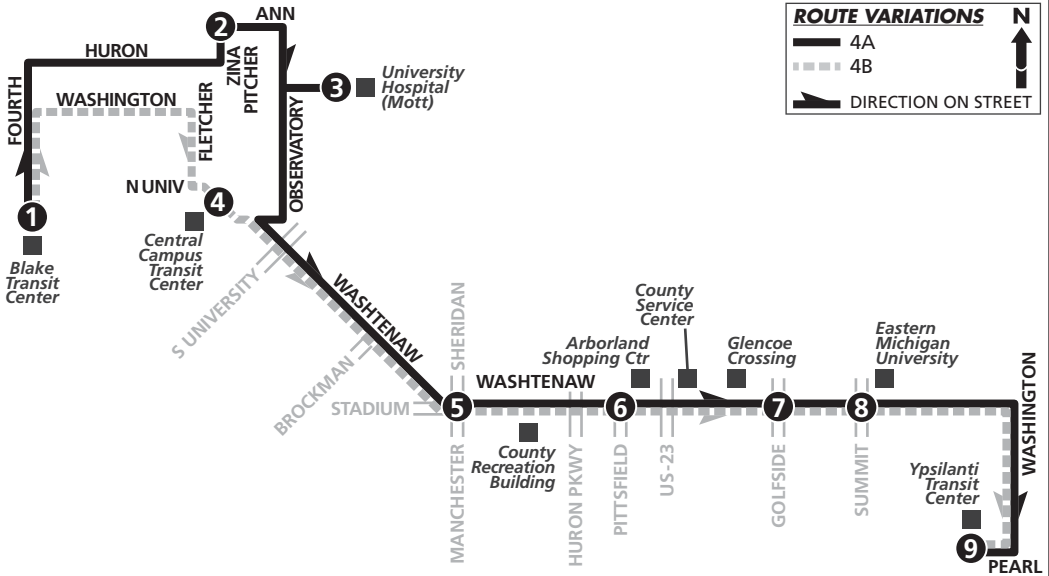 ROUTE VARIATIONS
4A
4B
DIRECTION ON STREET
N
2
ANN
HURON
ZINA
PITCHER
3
University
Hospital
(Mott)
FOURTH
WASHINGTON
FLETCHER
OBSERVATORY
N UNIV
4
1
Blake
Transit
Center
Central
Campus
Transit
Center
S UNIVERSITY
WASHTENAW
BROCKMAN
SHERIDAN
STADIUM
5
MANCHESTER
WASHTENAW
County
Recreation
Building
HURON PKWY
Arborland
Shopping Ctr
6
PITTSFIELD
County
Service
Center
US-23
Glencoe
Crossing
7
GOLFSIDE
8
SUMMIT
Eastern
Michigan
University
WASHINGTON
Ypsilanti
Transit
Center
9
PEARL